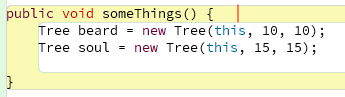 public void someThings() {
Tree beard = new Tree(this, 10, 10);
Tree soul = new Tree(this, 15, 15);
}